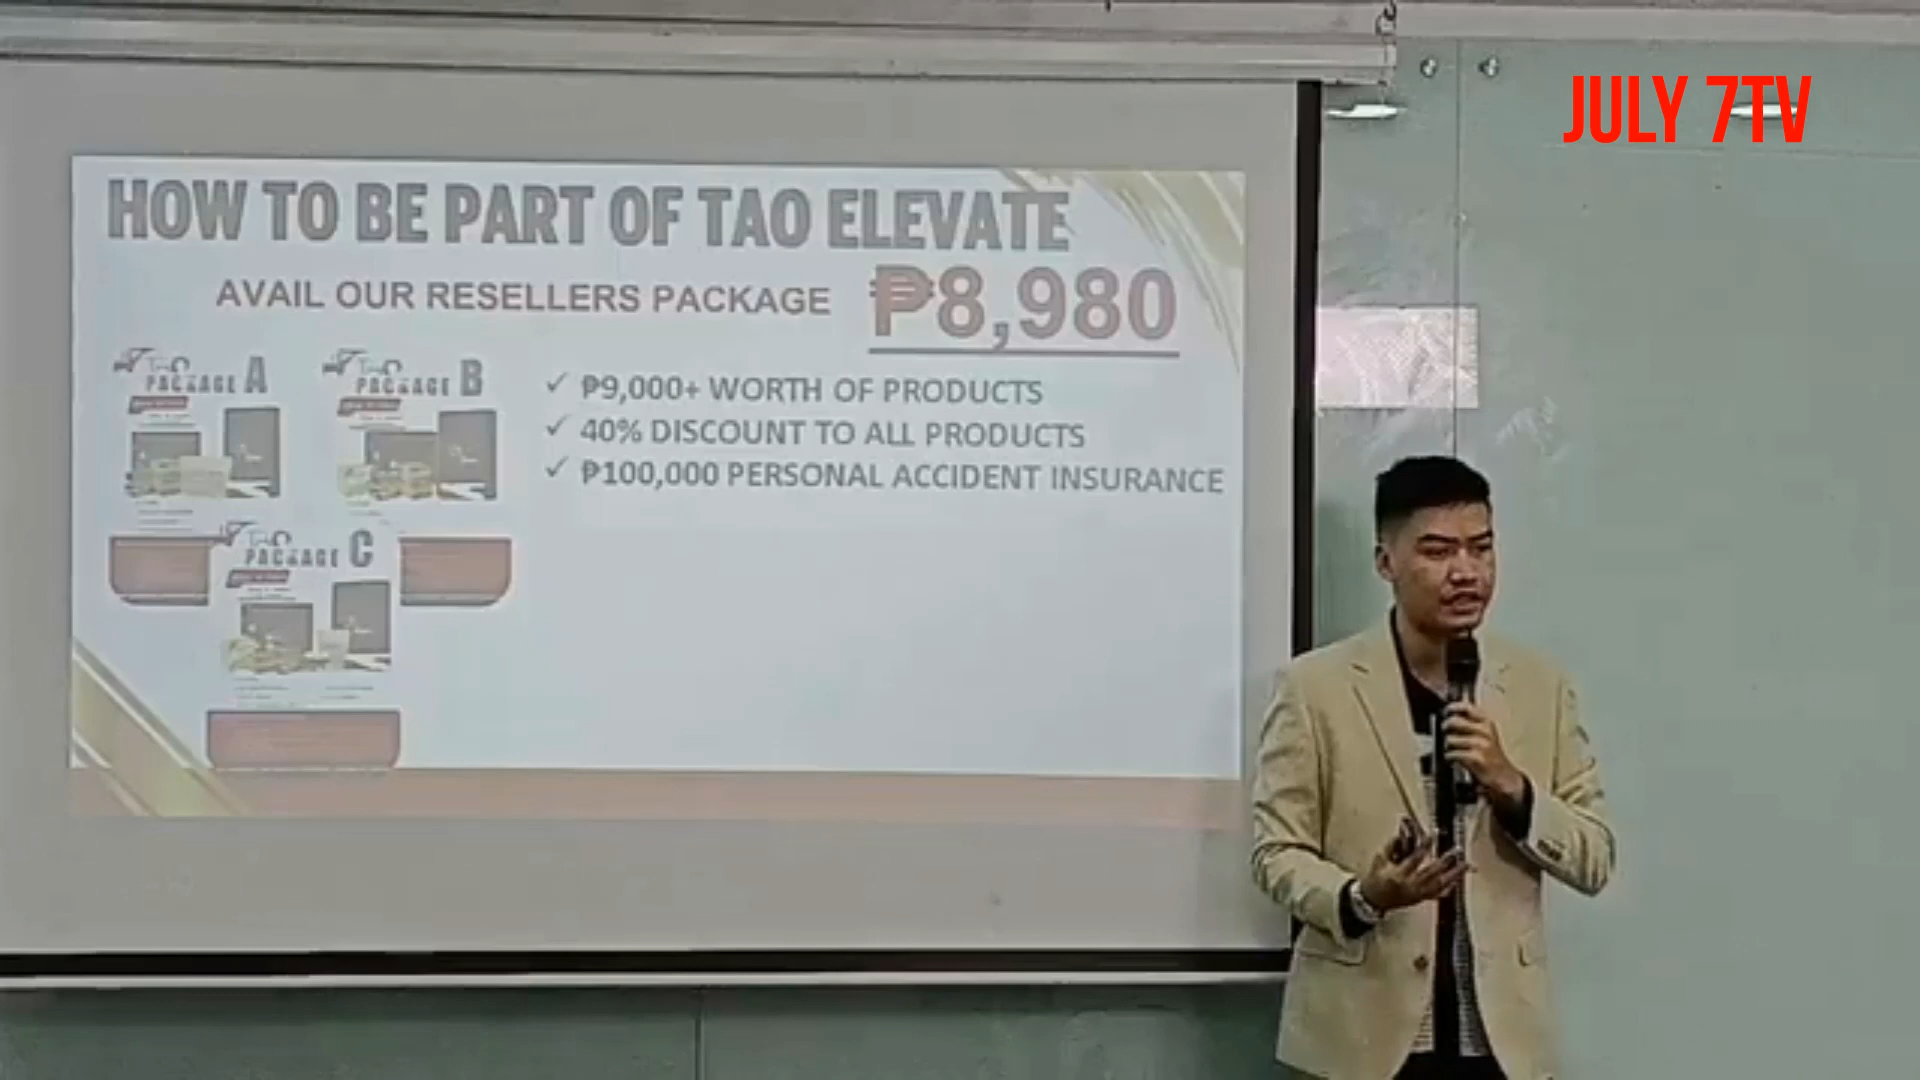 JULY 7TV
HOW TO BE PART OF TAO ELEVATE
AVAIL OUR RESELLERS PACKAGE ₱8,980
PACKAGE A
PACKAGE B
✓ ₱9,000+ WORTH OF PRODUCTS
✓ 40% DISCOUNT TO ALL PRODUCTS
✓ ₱100,000 PERSONAL ACCIDENT INSURANCE
PACKAGE C